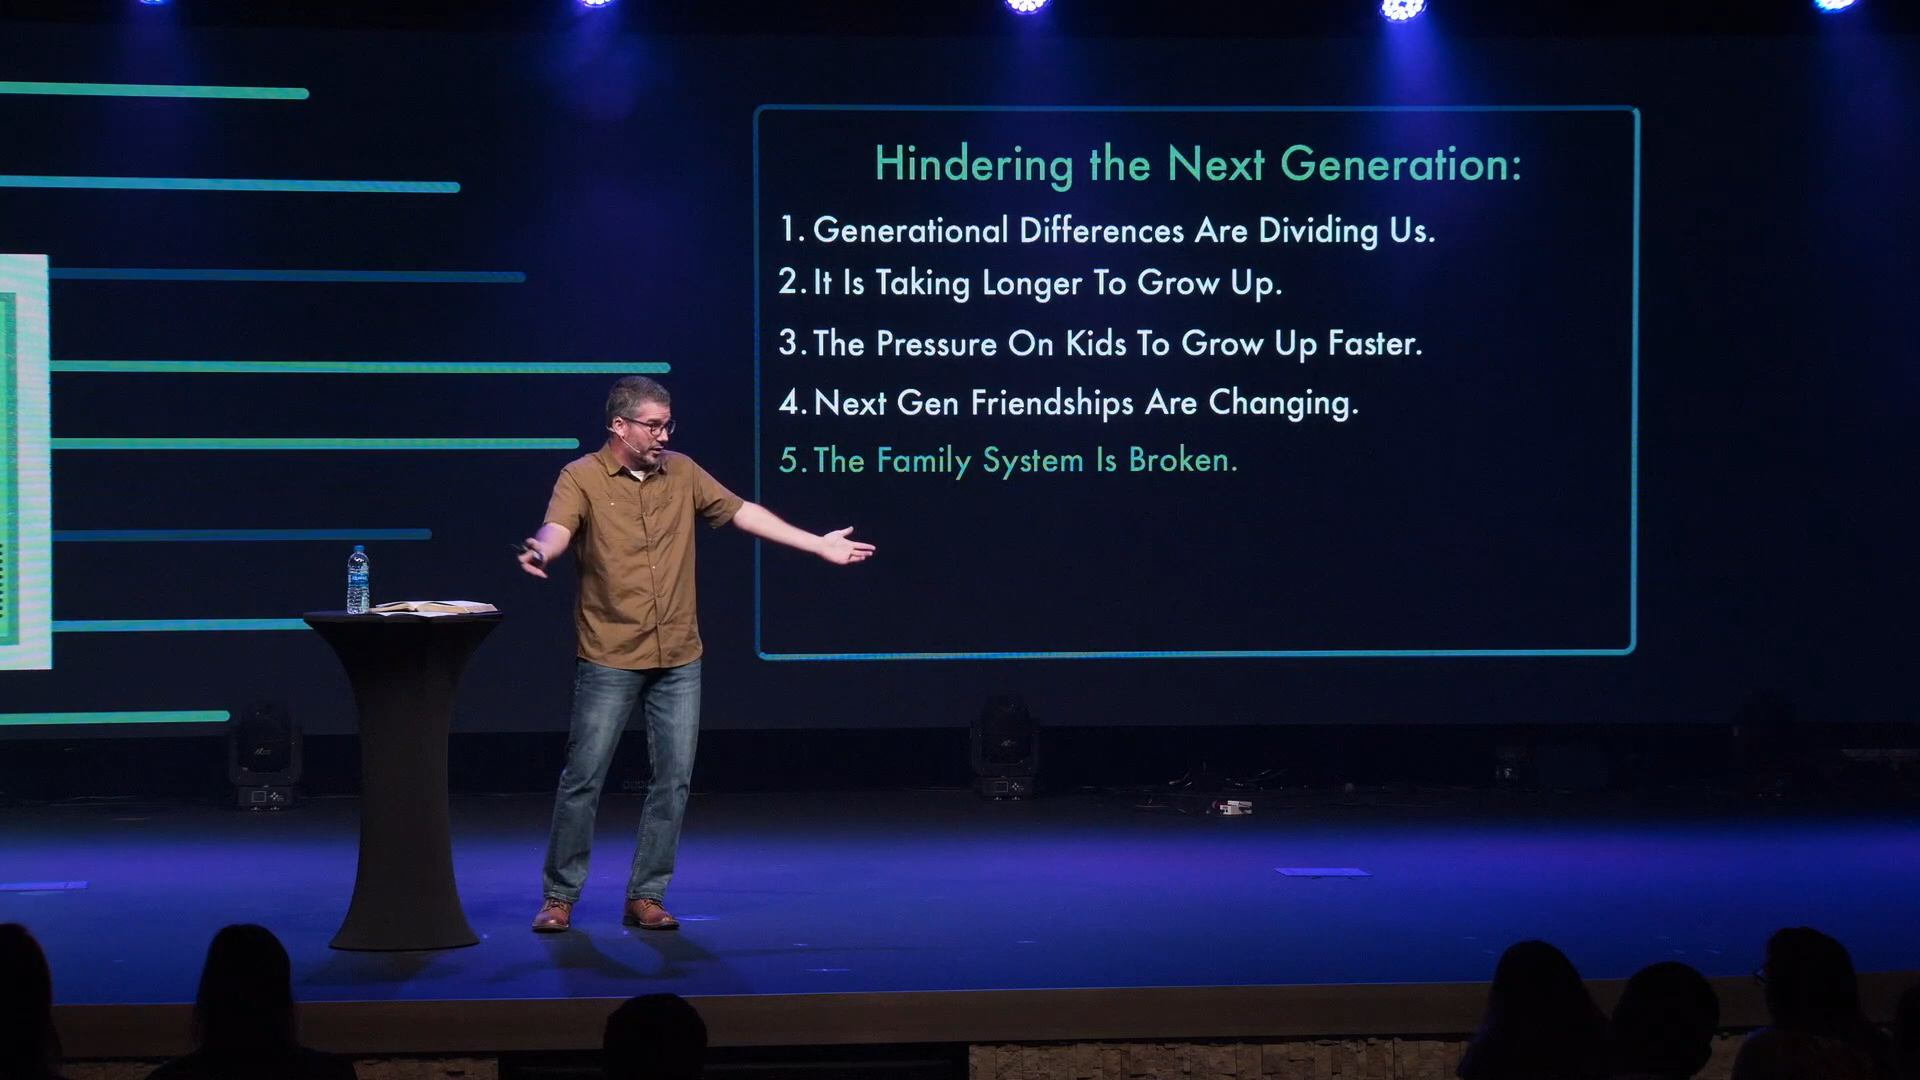 Hindering the Next Generation:
1. Generational Differences Are Dividing Us.
2. It Is Taking Longer To Grow Up.
3. The Pressure On Kids To Grow Up Faster.
4. Next Gen Friendships Are Changing.
5. The Family System Is Broken.